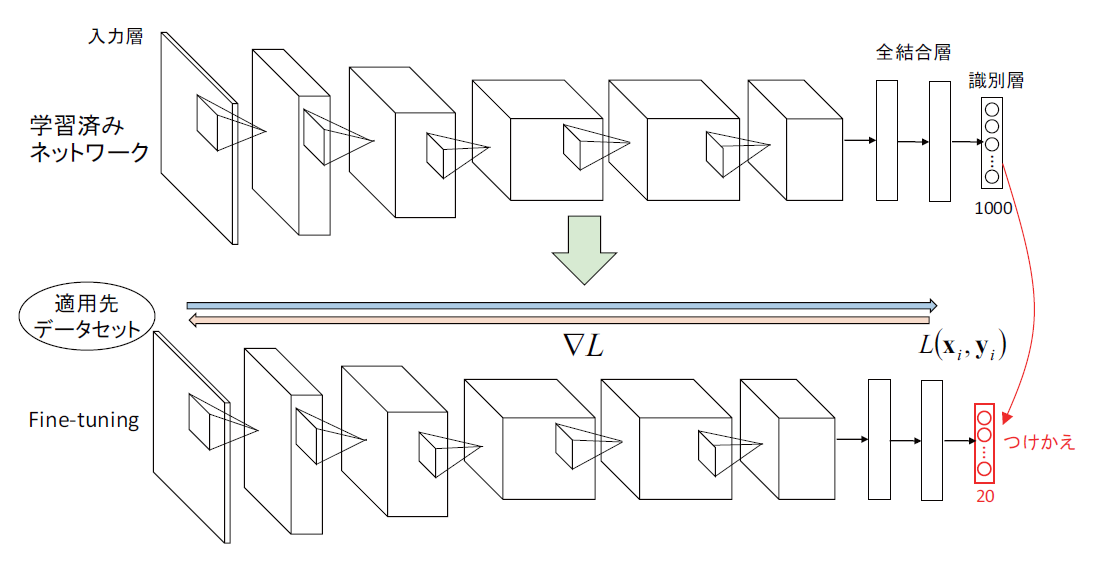 入力層
全結合層
識別層
学習済み
ネットワーク
1000
適用先
データセット
∇L
L(xᵢ, yᵢ)
Fine-tuning
つけかえ
20